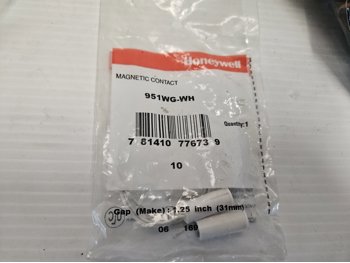 Honeywell
MAGNETIC CONTACT
951WG-WH
Quantity: 1
7 81410 77673 9
10
Gap (Make): 1.25 inch (31mm)
06 169